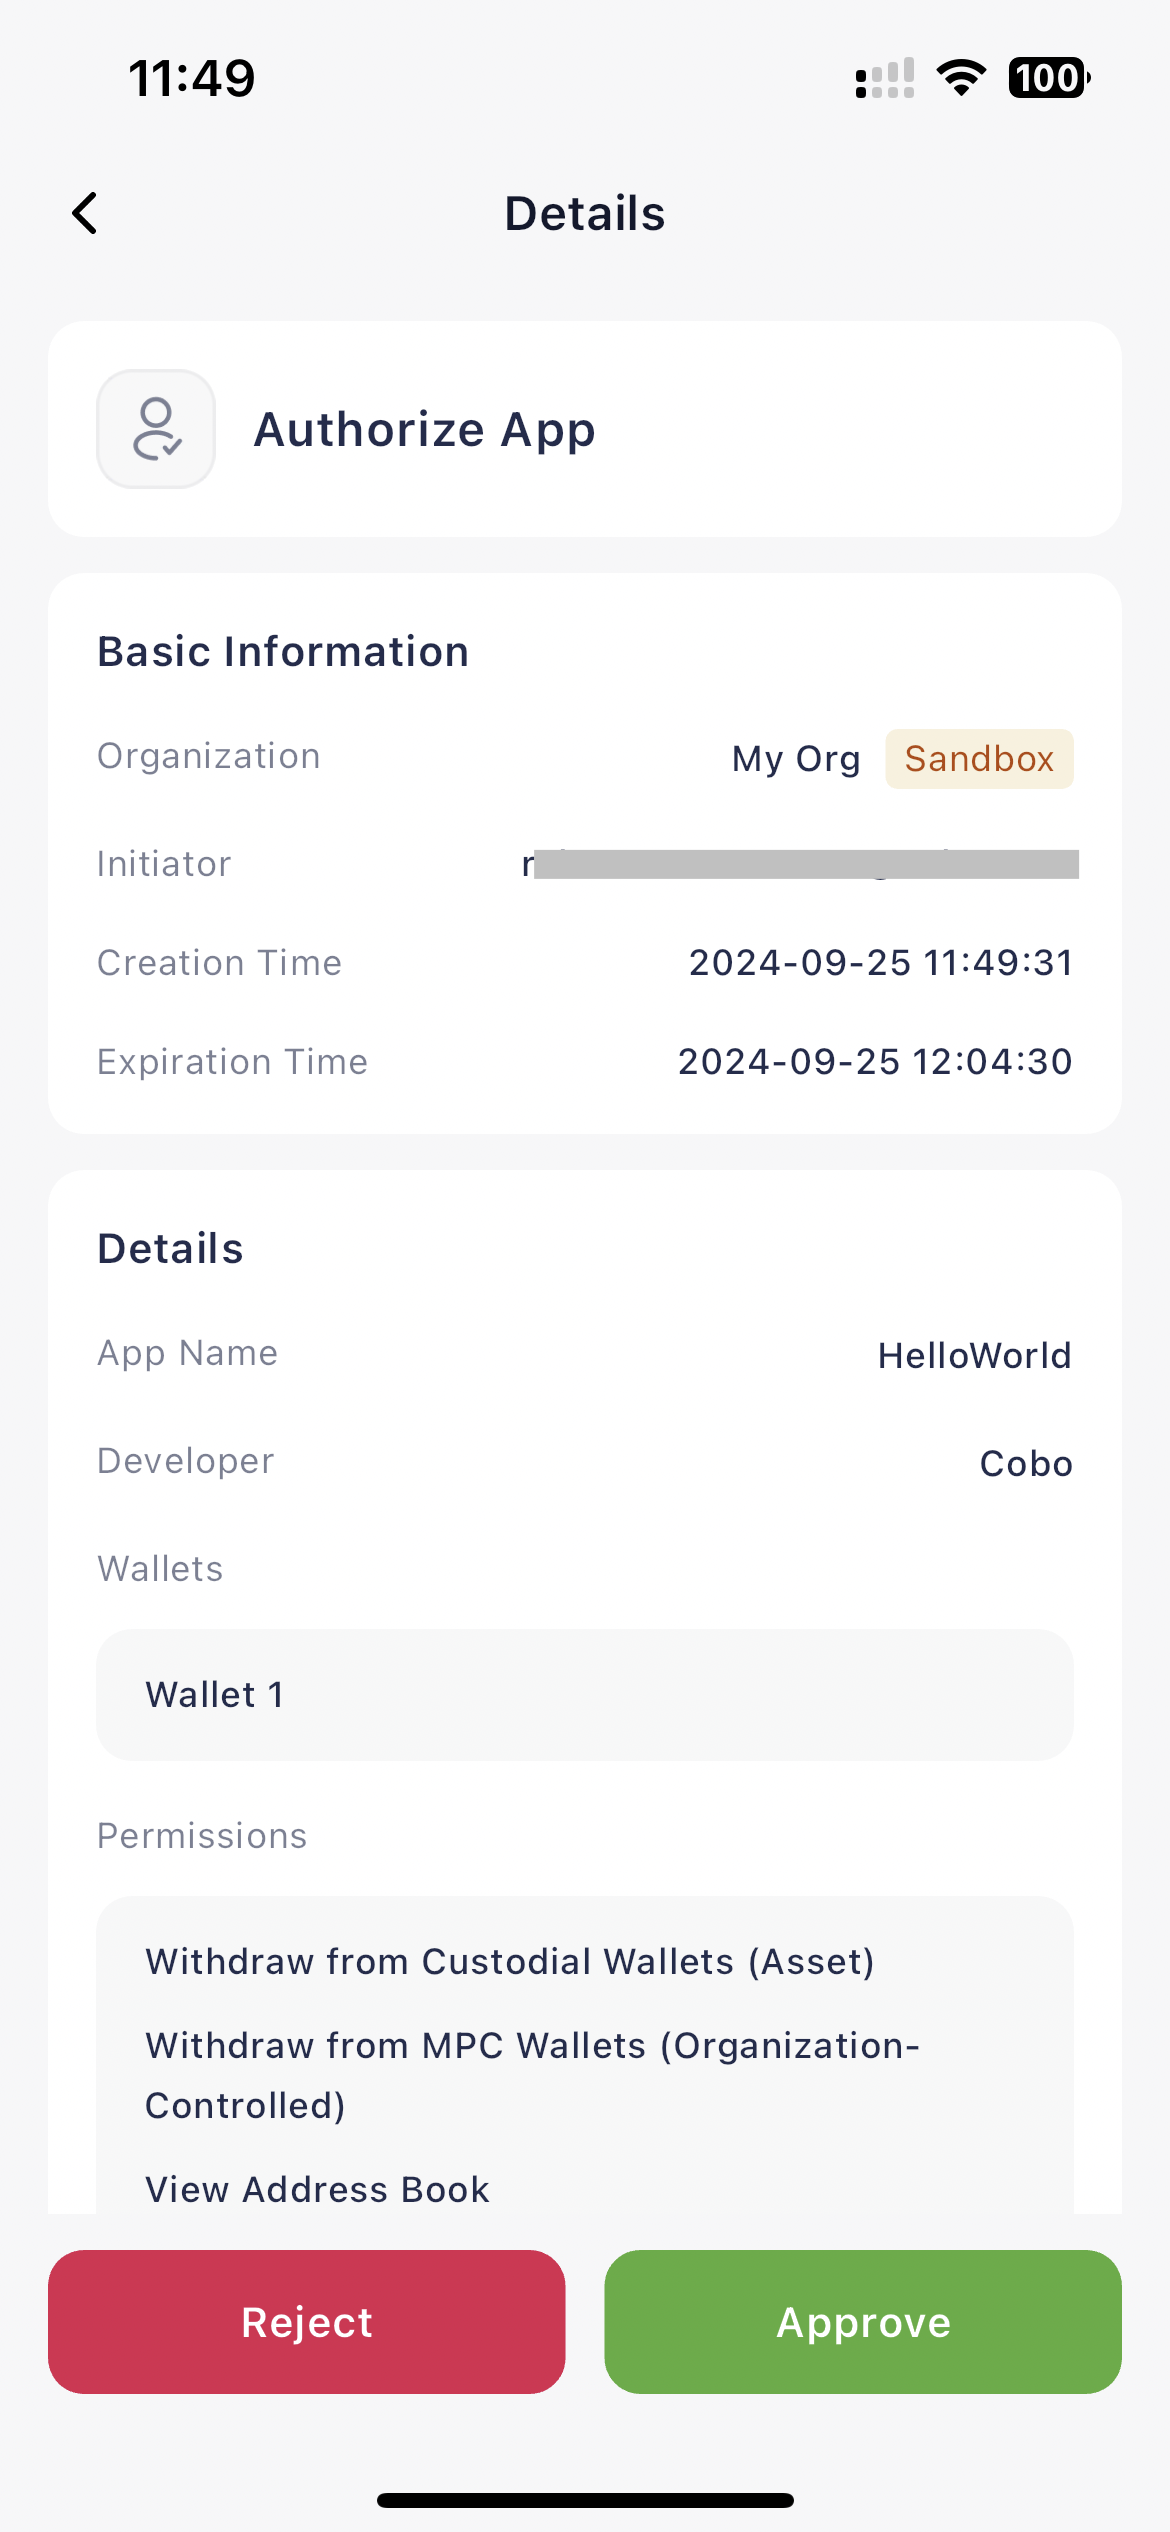 11:49
100
Details
Authorize App
Basic Information
Organization My Org Sandbox
Initiator
Creation Time 2024-09-25 11:49:31
Expiration Time 2024-09-25 12:04:30
Details
App Name HelloWorld
Developer Cobo
Wallets
Wallet 1
Permissions
Withdraw from Custodial Wallets (Asset)
Withdraw from MPC Wallets (Organization-
Controlled)
View Address Book
Reject Approve